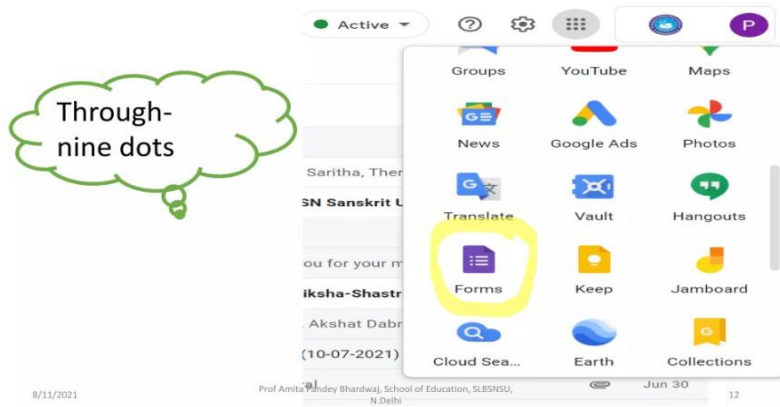 Active
P
Through-
nine dots
Groups YouTube Maps
News Google Ads Photos
Saritha, Ther
SN Sanskrit U
Translate Vault Hangouts
ou for your m
iksha-Shastr
Forms Keep Jamboard
. Akshat Dabr
(10-07-2021)
Cloud Sea... Earth Collections
al
Jun 30
8/11/2021
Prof Amita Pandey Bhardwaj, School of Education, SLBSNSU,
N.Delhi
12